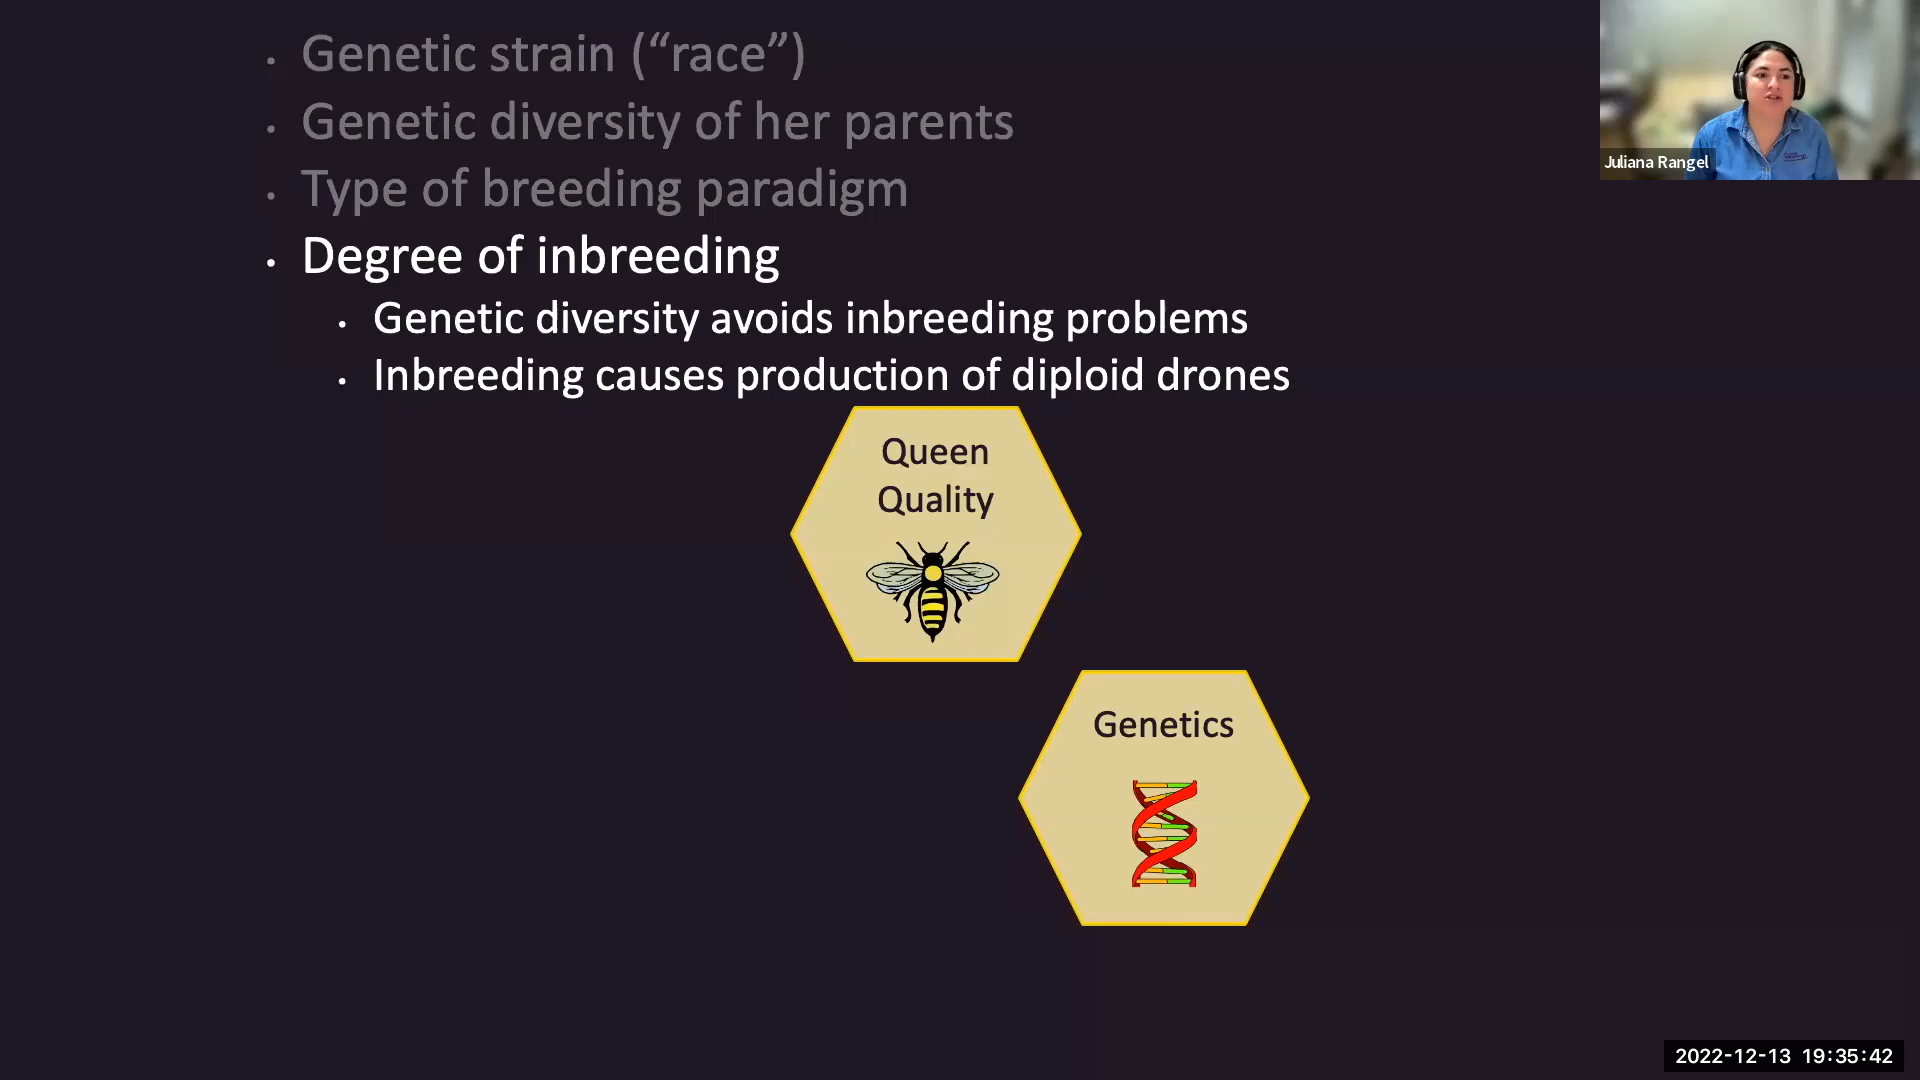 Genetic strain (“race”)
Genetic diversity of her parents
Type of breeding paradigm
Degree of inbreeding
Genetic diversity avoids inbreeding problems
Inbreeding causes production of diploid drones
Queen
Quality
Genetics
Juliana Rangel
2022-12-13 19:35:42